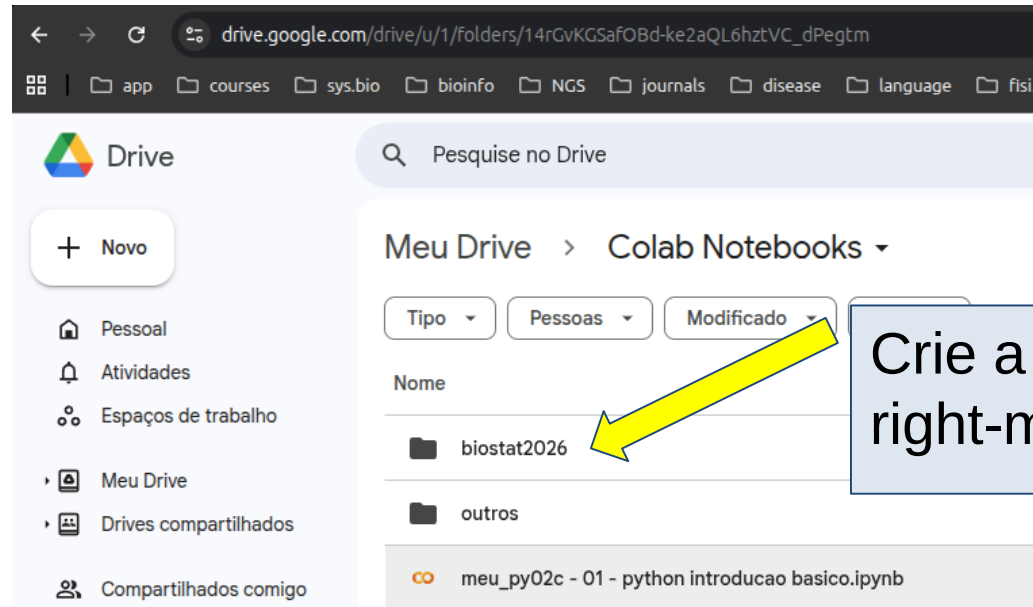 drive.google.com/drive/u/1/folders/14rGvKGSafOBd-ke2aQL6hztVC_dPegtm
app courses sys.bio bioinfo NGS journals disease language
Drive
Pesquise no Drive
Novo
Meu Drive > Colab Notebooks
Tipo Pessoas Modificado
Pessoal
Atividades
Espaços de trabalho
Meu Drive
Drives compartilhados
Compartilhados comigo
Nome
biostat2026
outros
meu_py02c - 01 - python introducao basico.ipynb
Crie a
right-m